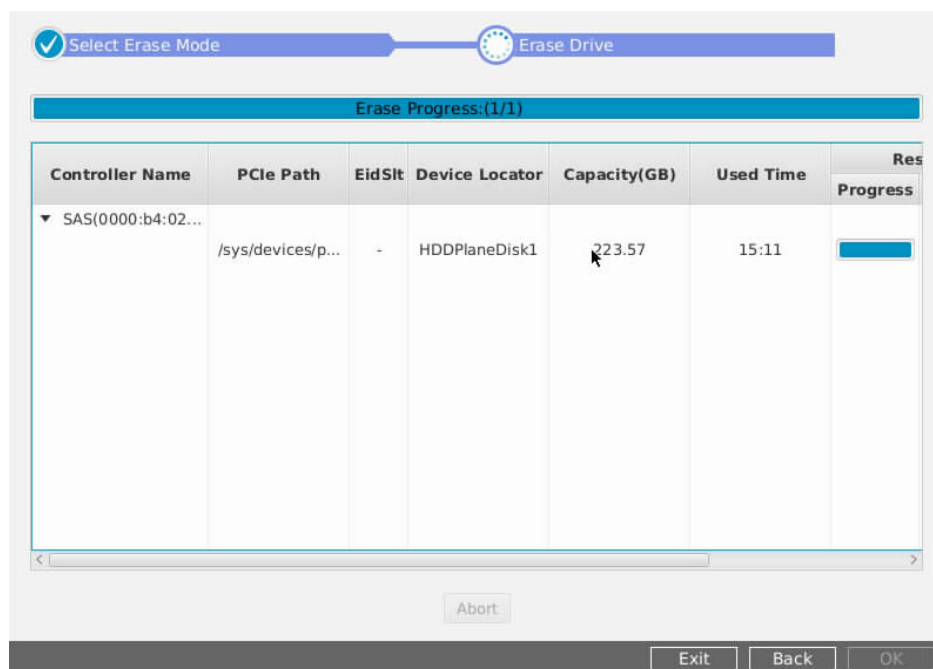 Select Erase Mode
Erase Drive
Erase Progress:(1/1)
Controller Name PCIe Path EidSlt Device Locator Capacity(GB) Used Time Res
Progress
SAS(0000:b4:02...
/sys/devices/p... - HDDPlaneDisk1 223.57 15:11
Abort
Exit Back OK